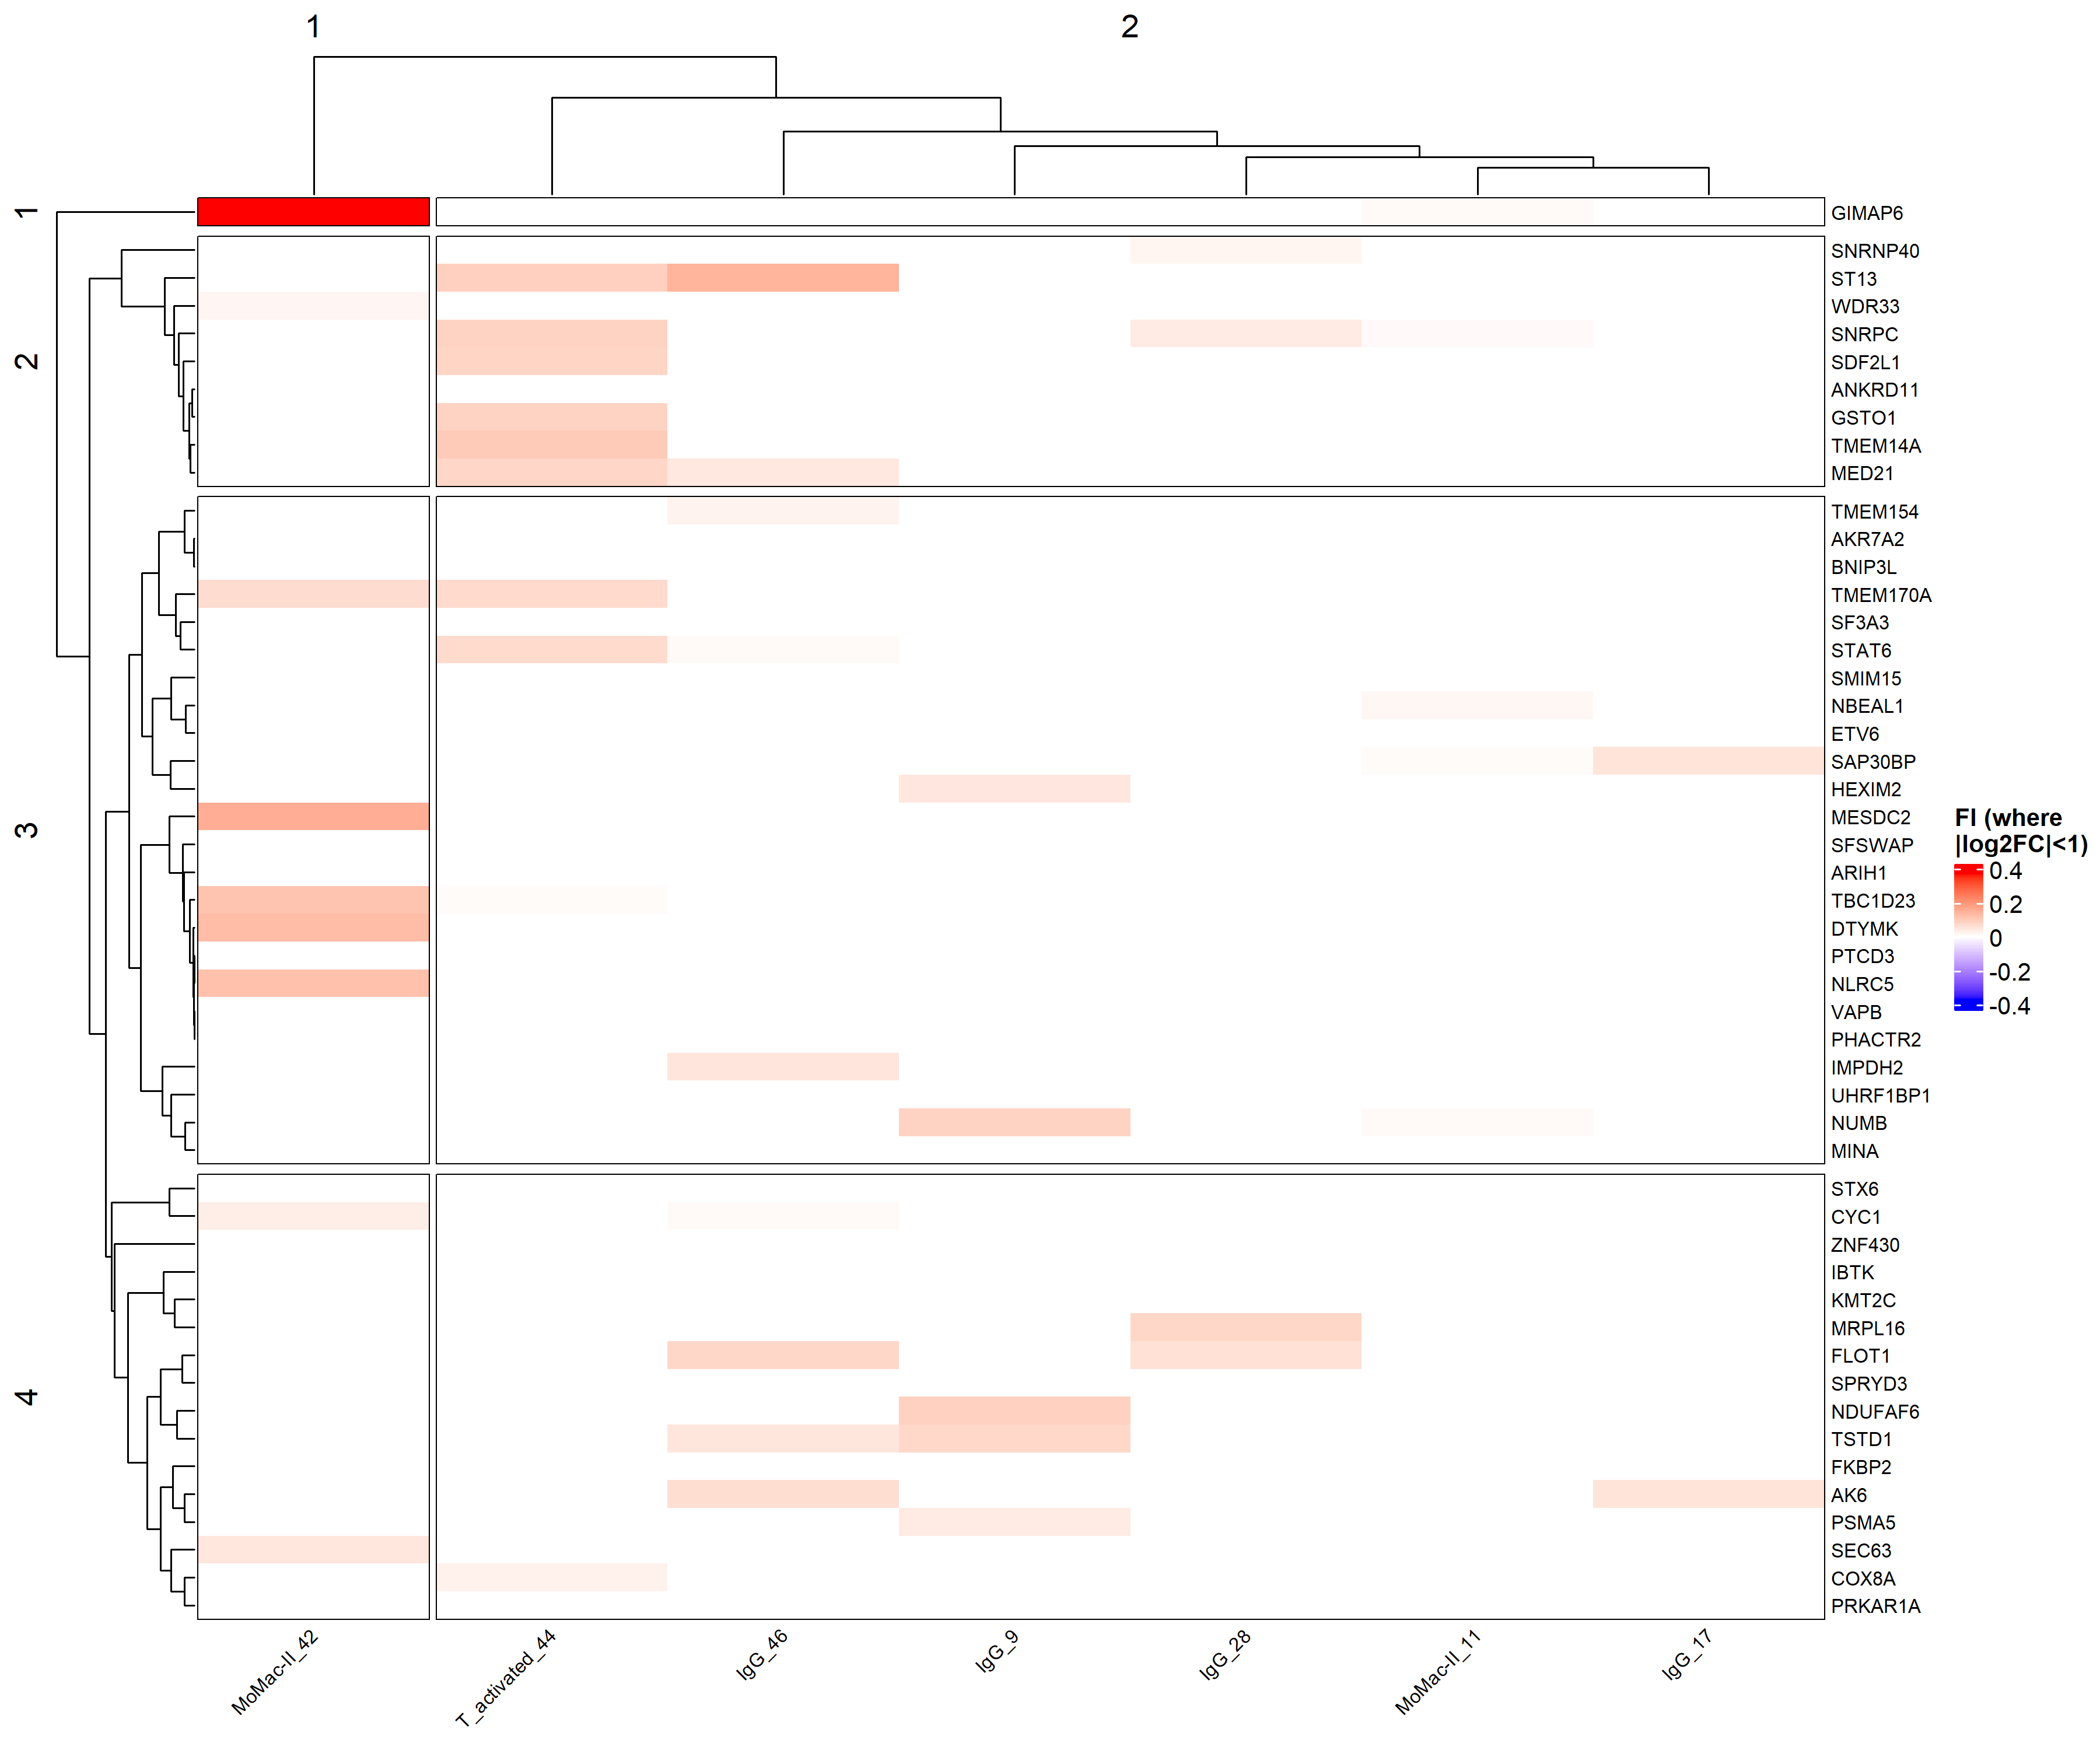 1
2
1
2
3
4
GIMAP6
SNRNP40
ST13
WDR33
SNRPC
SDF2L1
ANKRD11
GSTO1
TMEM14A
MED21
TMEM154
AKR7A2
BNIP3L
TMEM170A
SF3A3
STAT6
SMIM15
NBEAL1
ETV6
SAP30BP
HEXIM2
MESDC2
SFSWAP
ARIH1
TBC1D23
DTYMK
PTCD3
NLRC5
VAPB
PHACTR2
IMPDH2
UHRF1BP1
NUMB
MINA
STX6
CYC1
ZNF430
IBTK
KMT2C
MRPL16
FLOT1
SPRYD3
NDUFAF6
TSTD1
FKBP2
AK6
PSMA5
SEC63
COX8A
PRKAR1A
FI (where
|log2FC|<1)
0.4
0.2
0
-0.2
-0.4
MoMac-II_42
T_activated_44
IgG_46
IgG_9
IgG_28
MoMac-II_11
IgG_17